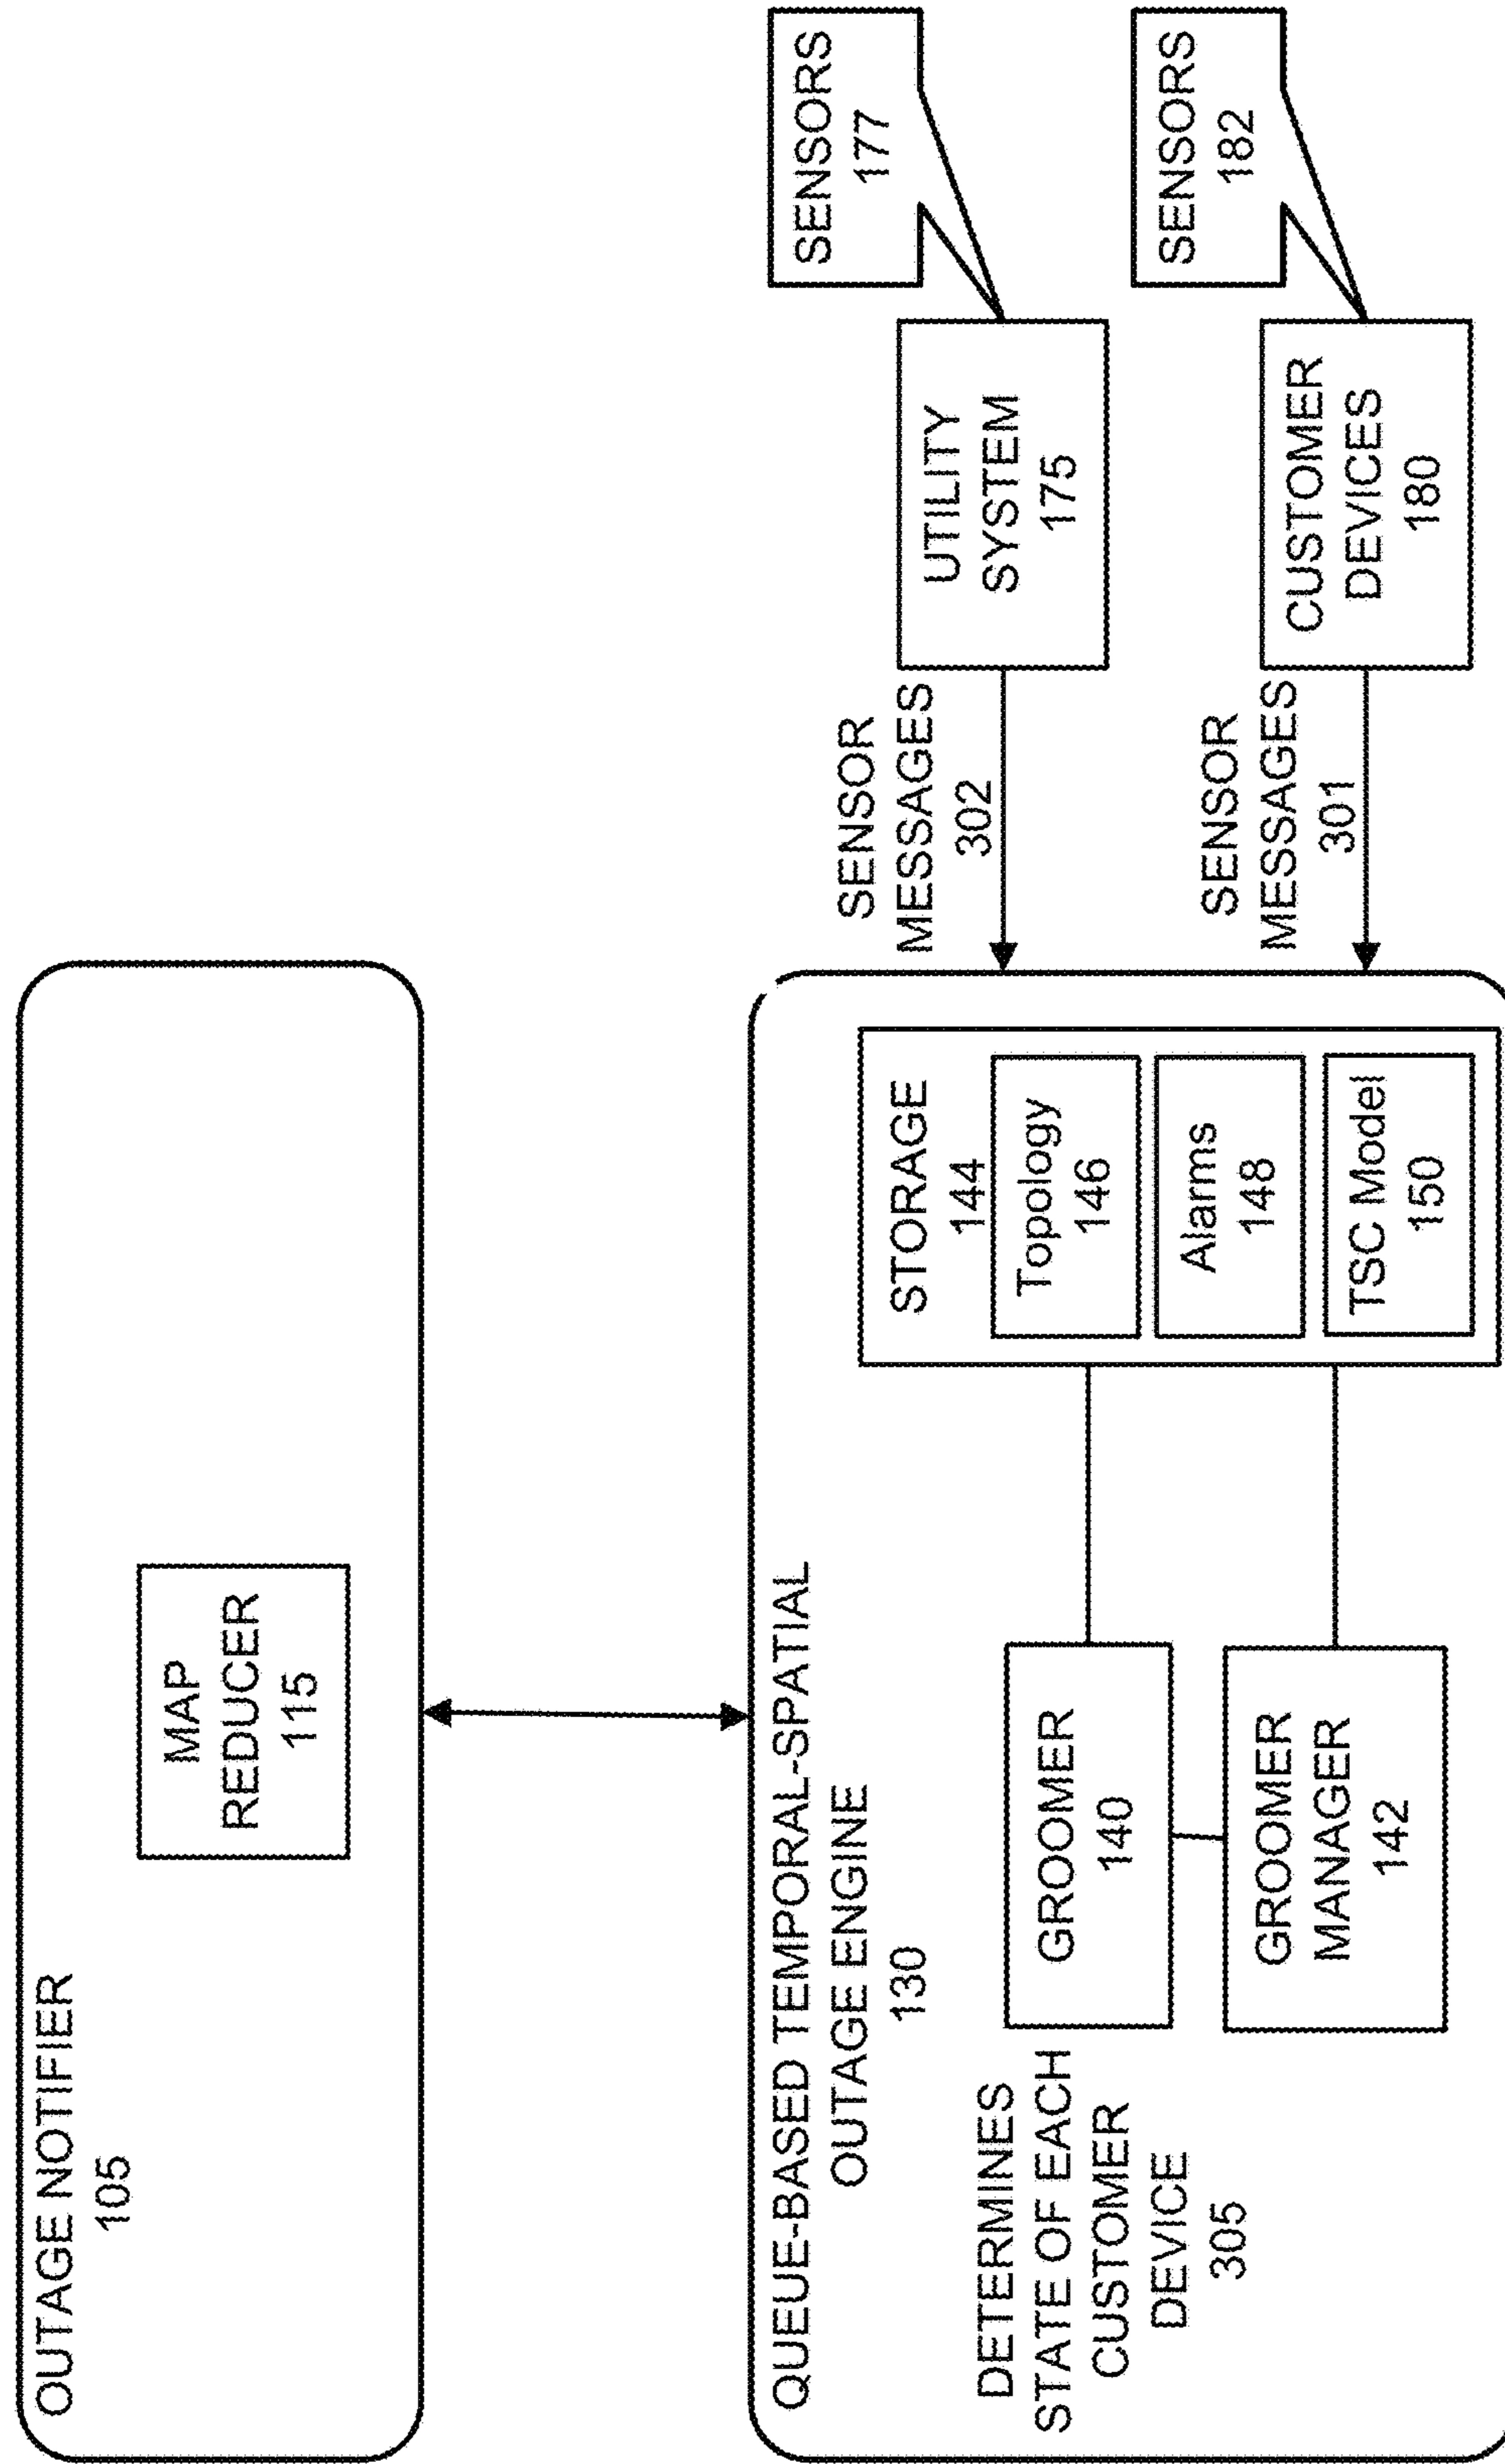 OUTAGE NOTIFIER
105
MAP
REDUCER
115
QUEUE-BASED TEMPORAL-SPATIAL
OUTAGE ENGINE
130
DETERMINES
STATE OF EACH
CUSTOMER
DEVICE
305
GROOMER
140
GROOMER
MANAGER
142
STORAGE
144
Topology
146
Alarms
148
TSC Model
150
SENSOR
MESSAGES
302
SENSOR
MESSAGES
301
UTILITY
SYSTEM
175
CUSTOMER
DEVICES
180
SENSORS
177
SENSORS
182